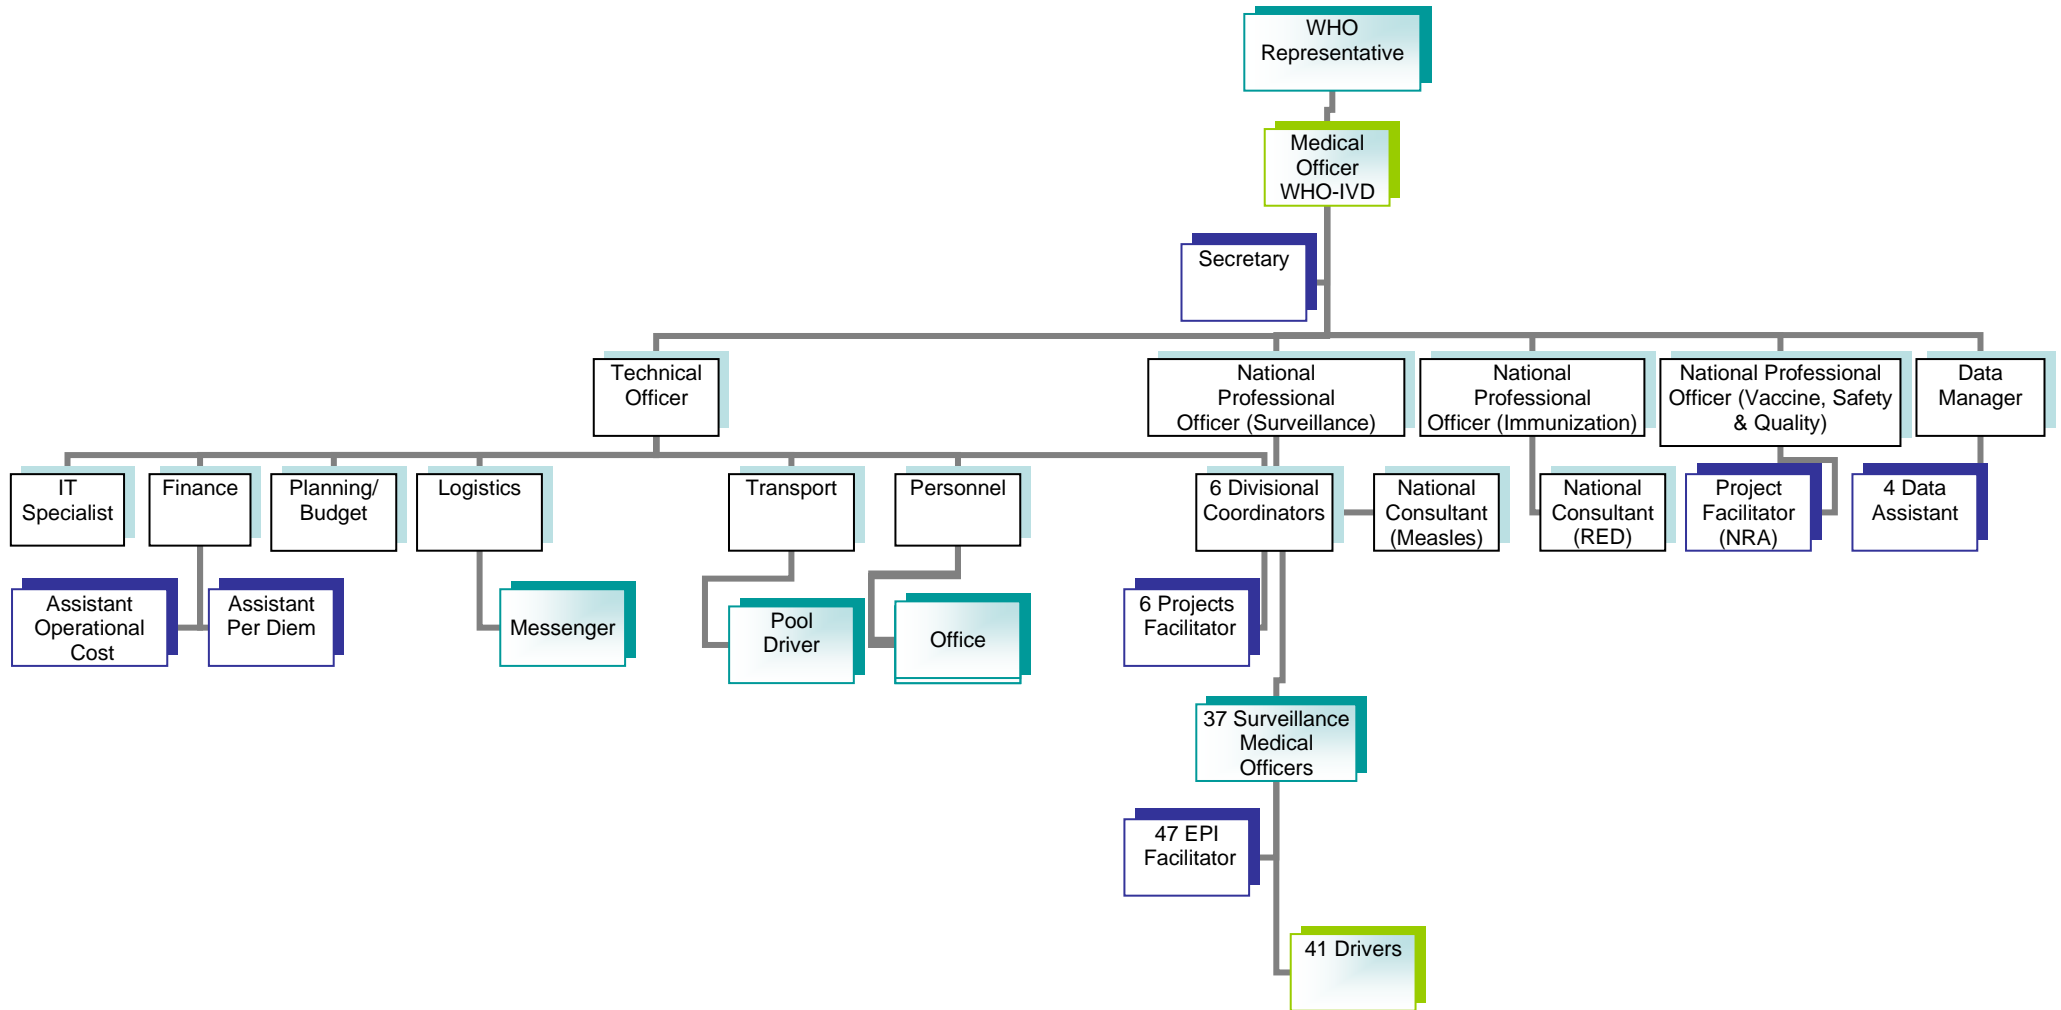 WHO
Representative
Medical
Officer
WHO-IVD
Secretary
Technical
Officer
National
Professional
Officer (Surveillance)
National
Professional
Officer (Immunization)
National Professional
Officer (Vaccine, Safety
& Quality)
Data
Manager
IT
Specialist
Finance
Planning/
Budget
Logistics
Transport
Personnel
6 Divisional
Coordinators
National
Consultant
(Measles)
National
Consultant
(RED)
Project
Facilitator
(NRA)
4 Data
Assistant
Assistant
Operational
Cost
Assistant
Per Diem
Messenger
Pool
Driver
Office
6 Projects
Facilitator
37 Surveillance
Medical
Officers
47 EPI
Facilitator
41 Drivers